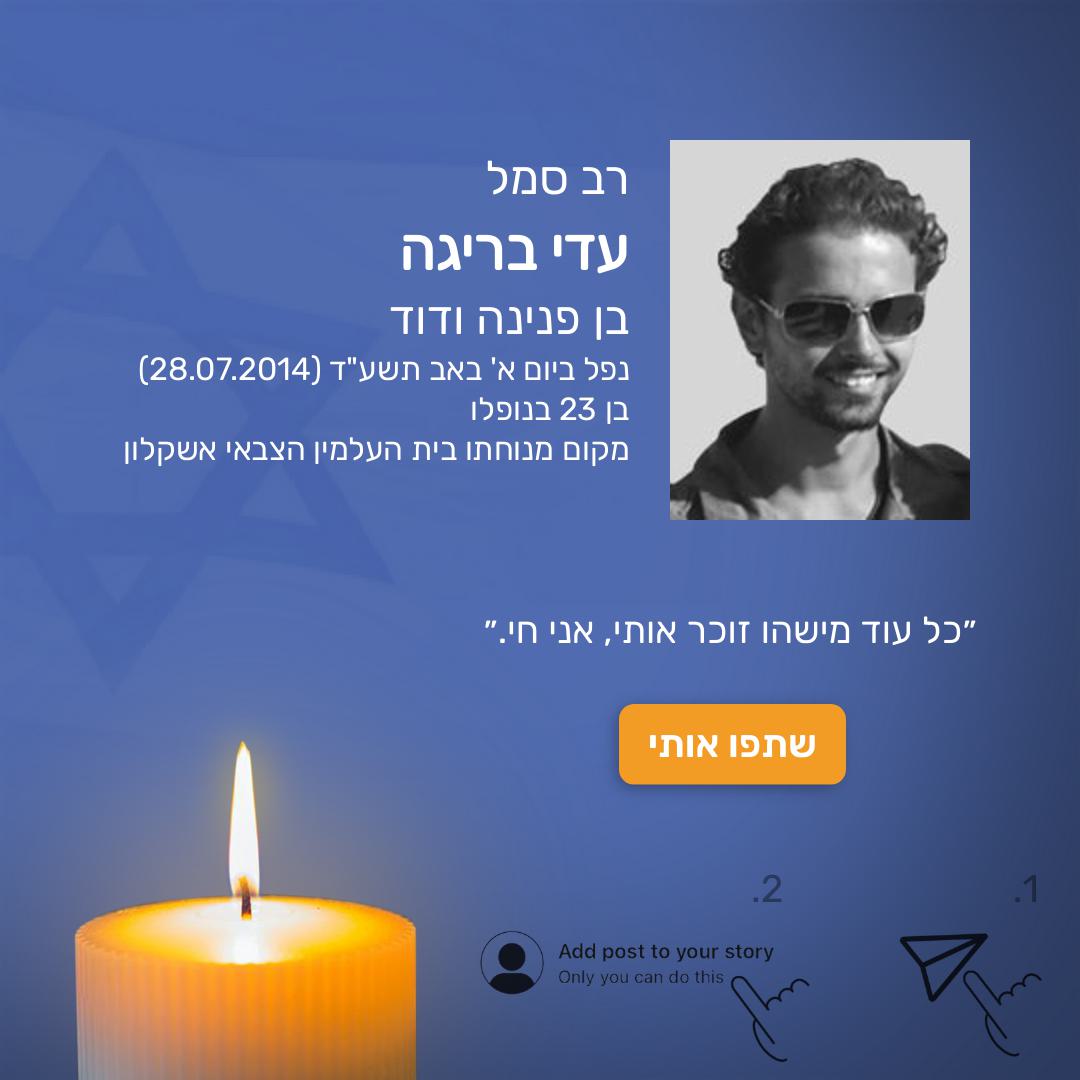 רב סמל
עדי בריגה
בן פנינה ודוד
נפל ביום א' באב תשע"ד (28.07.2014)
בן 23 בנופלו
מקום מנוחתו בית העלמין הצבאי אשקלון
״כל עוד מישהו זוכר אותי, אני חי.״
שתפו אותי
.1
.2
Add post to your story
Only you can do this